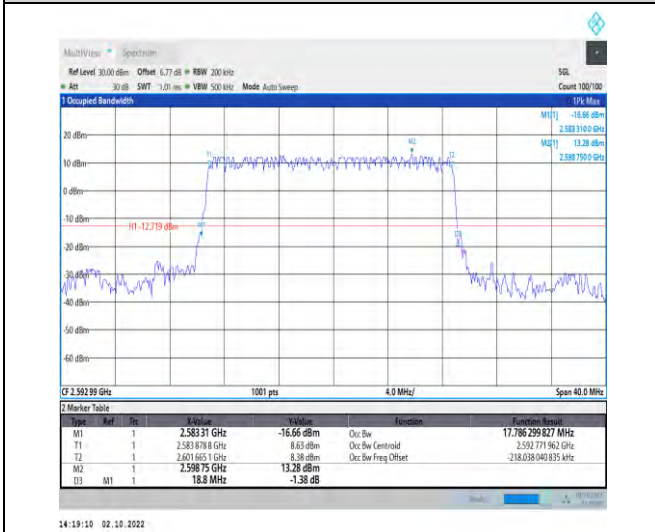 MultiView Spectrum
Ref Level 30.00 dBm Offset 6.77 dB RBW 200 kHz SGL
Att 30 dB SWT 1.01 ms VBW 500 kHz Mode Auto Sweep Count 100/100
1 Occupied Bandwidth 1Pk Max
M1[1] -16.66 dBm
2.583 310 0 GHz
M2[1] 13.28 dBm
2.598 750 0 GHz
20 dBm
M2
T1 T2
10 dBm
0 dBm
-10 dBm
H1 -12.719 dBm
M1
D3
-20 dBm
-30 dBm
-40 dBm
-50 dBm
-60 dBm
CF 2.592 99 GHz 1001 pts 4.0 MHz/ Span 40.0 MHz
2 Marker Table
Type Ref Trc X-Value Y-Value Function Function Result
M1 1 2.583 31 GHz -16.66 dBm Occ Bw 17.786 299 827 MHz
T1 1 2.583 878 8 GHz 8.63 dBm Occ Bw Centroid 2.592 771 962 GHz
T2 1 2.601 665 1 GHz 8.38 dBm Occ Bw Freq Offset -218.038 040 835 kHz
M2 1 2.598 75 GHz 13.28 dBm
D3 M1 1 18.8 MHz -1.38 dB
14:19:10 02.10.2022